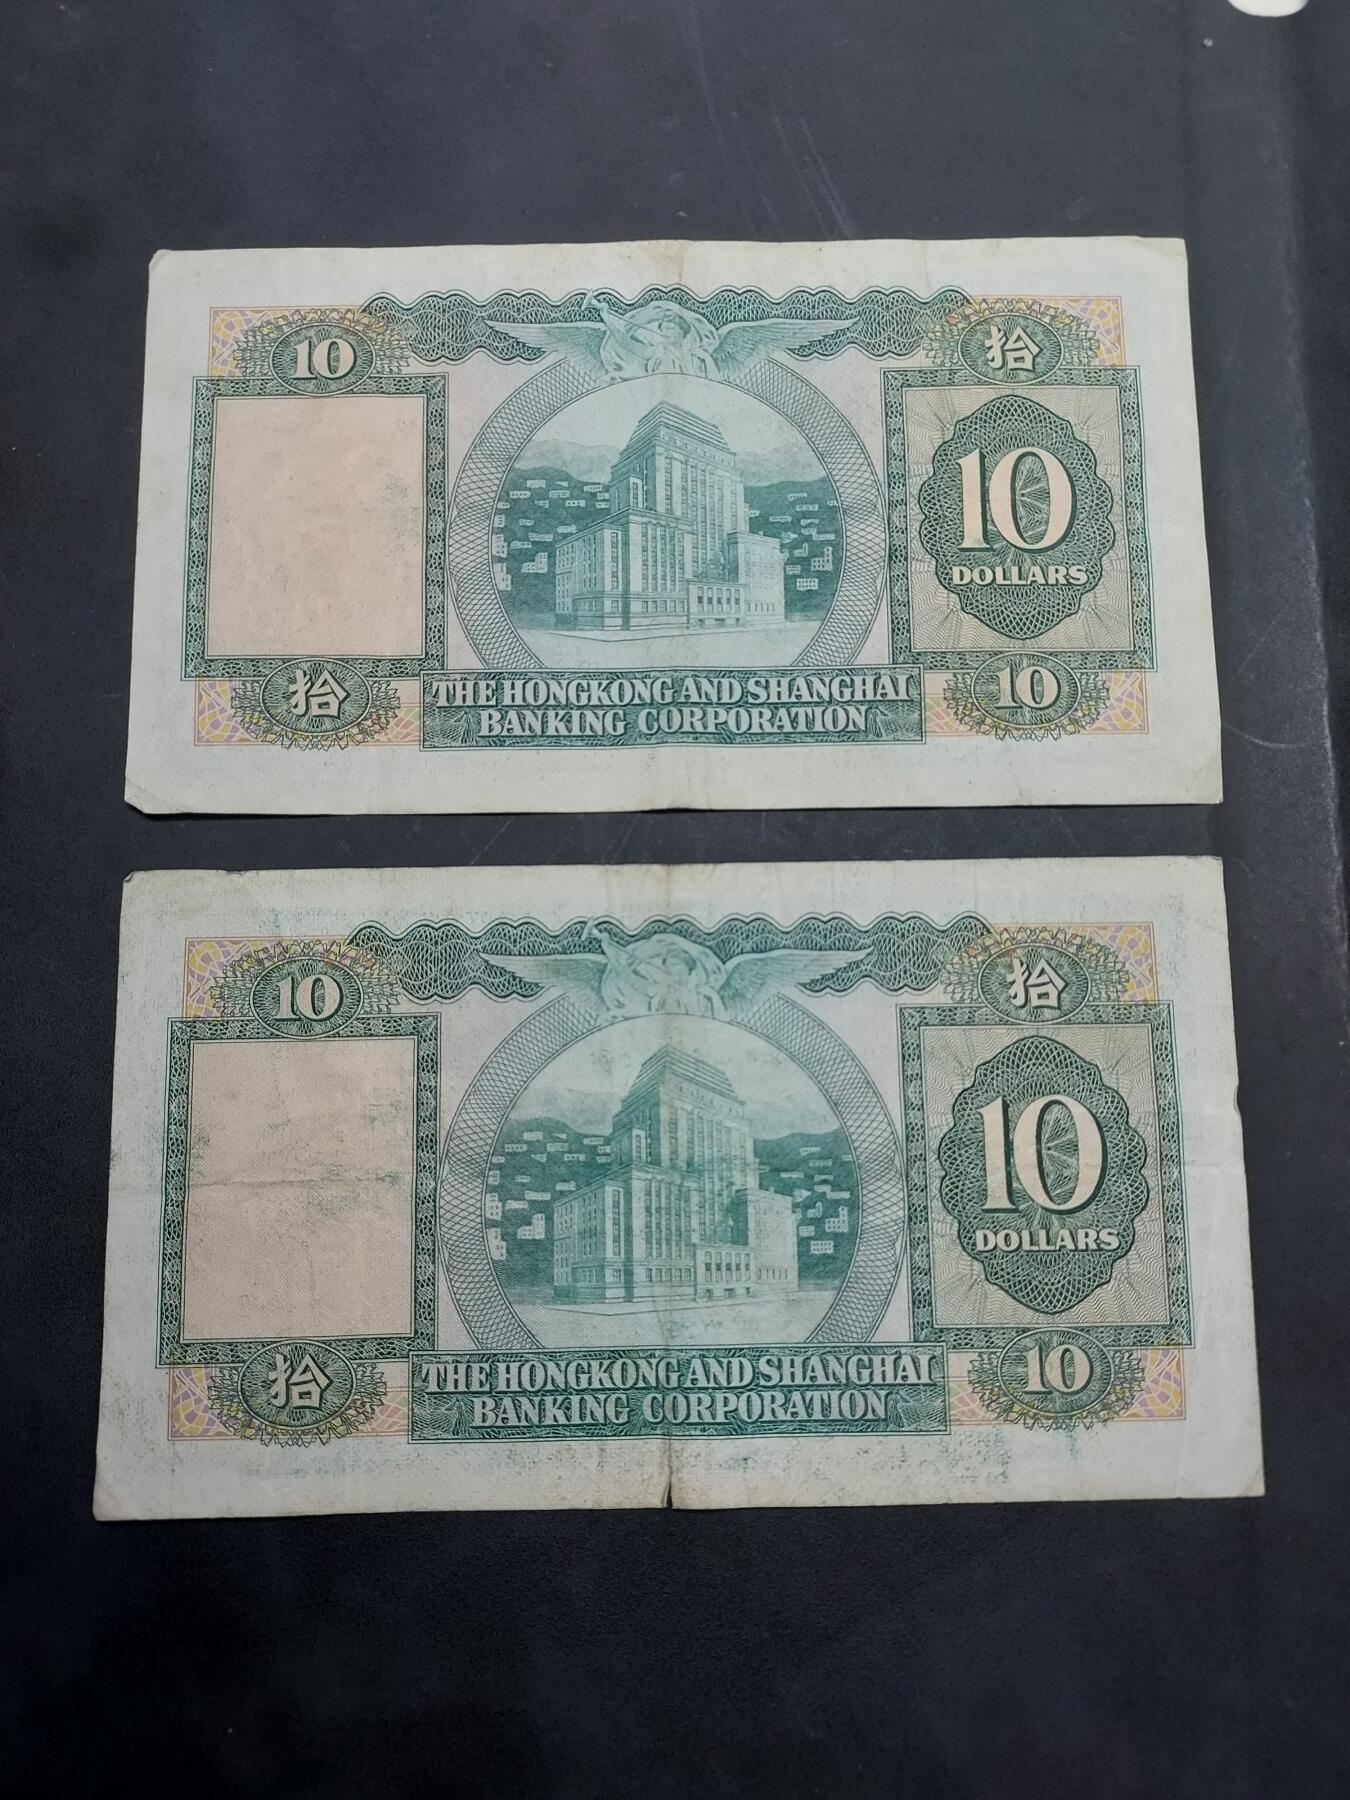 10 拾
10
DOLLARS
拾 10
THE HONGKONG AND SHANGHAI
BANKING CORPORATION
10 拾
10
DOLLARS
拾 10
THE HONGKONG AND SHANGHAI
BANKING CORPORATION